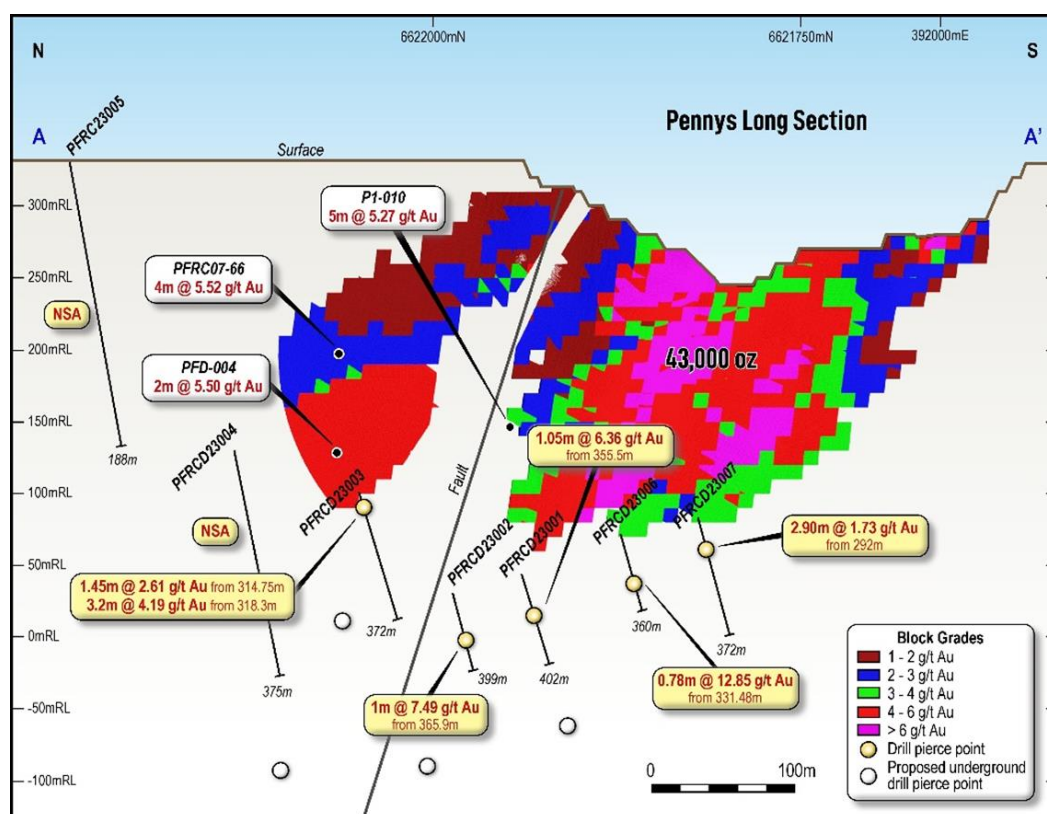 6622000mN
6621750mN
392000mE
N
S
PFRC23005
A
Pennys Long Section
A'
Surface
P1-010
5m @ 5.27 g/t Au
300mRL
PFRC07-66
4m @ 5.52 g/t Au
250mRL
NSA
200mRL
43,000 oz
PFD-004
2m @ 5.50 g/t Au
150mRL
188m
PFRCD23004
1.05m @ 6.36 g/t Au
from 355.5m
100mRL
PFRCD23003
Fault
PFRCD23002
PFRCD23001
PFRCD23006
PFRCD23007
NSA
2.90m @ 1.73 g/t Au
from 292m
50mRL
1.45m @ 2.61 g/t Au from 314.75m
3.2m @ 4.19 g/t Au from 318.3m
0mRL
372m
360m
372m
375m
399m
402m
-50mRL
1m @ 7.49 g/t Au
from 365.9m
0.78m @ 12.85 g/t Au
from 331.48m
-100mRL
0
100m
Block Grades
1 - 2 g/t Au
2 - 3 g/t Au
3 - 4 g/t Au
4 - 6 g/t Au
> 6 g/t Au
Drill pierce point
Proposed underground
drill pierce point